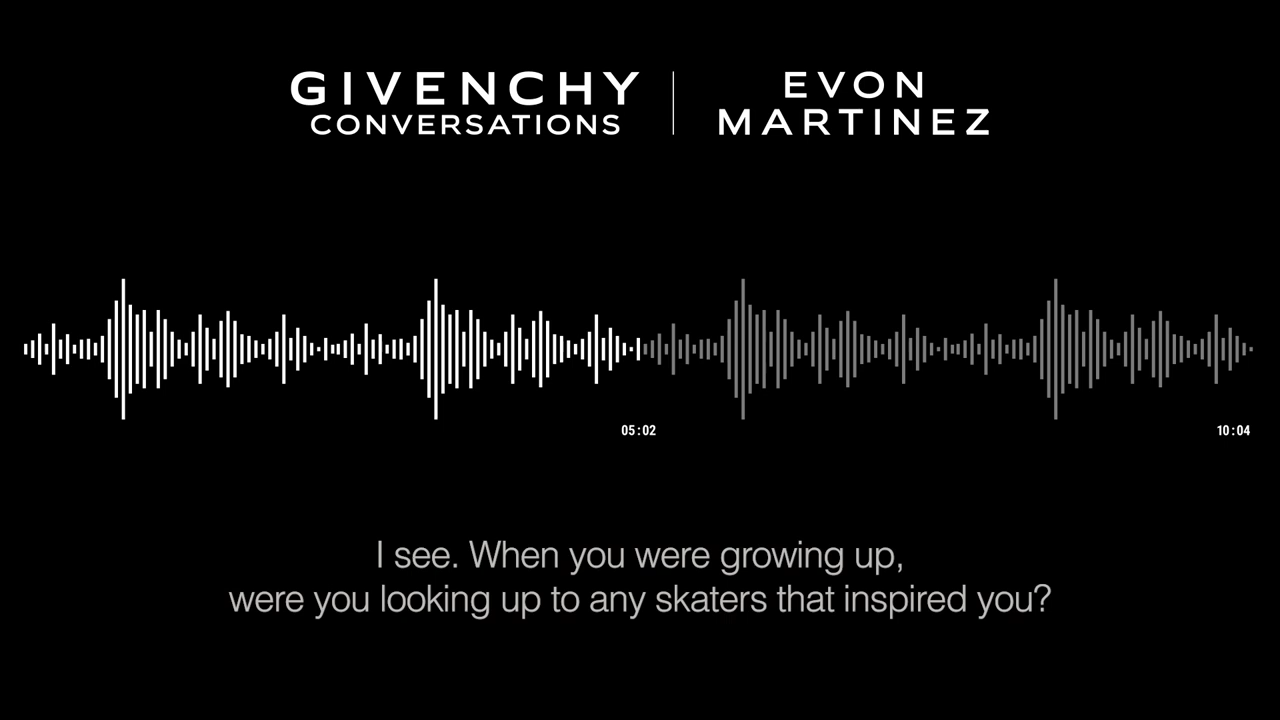 GIVENCHY
CONVERSATIONS
EVON
MARTINEZ
05:02
10:04
I see. When you were growing up,
were you looking up to any skaters that inspired you?